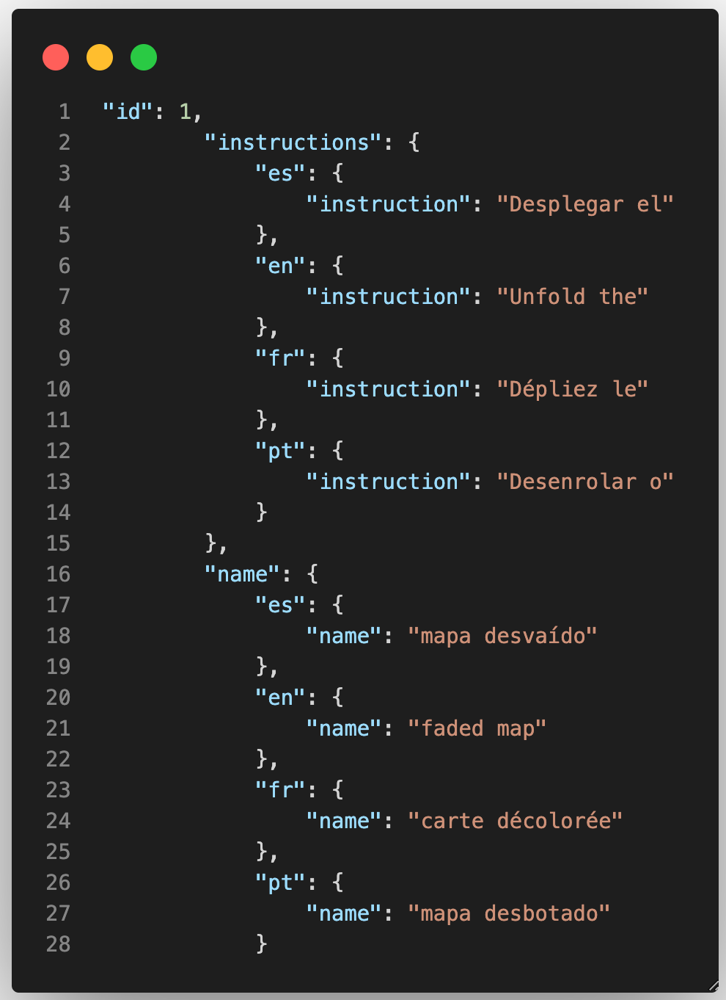 1 "id": 1,
2 "instructions": {
3 "es": {
4 "instruction": "Desplegar el"
5 },
6 "en": {
7 "instruction": "Unfold the"
8 },
9 "fr": {
10 "instruction": "Dépliez le"
11 },
12 "pt": {
13 "instruction": "Desenrolar o"
14 }
15 },
16 "name": {
17 "es": {
18 "name": "mapa desvaído"
19 },
20 "en": {
21 "name": "faded map"
22 },
23 "fr": {
24 "name": "carte décolorée"
25 },
26 "pt": {
27 "name": "mapa desbotado"
28 }